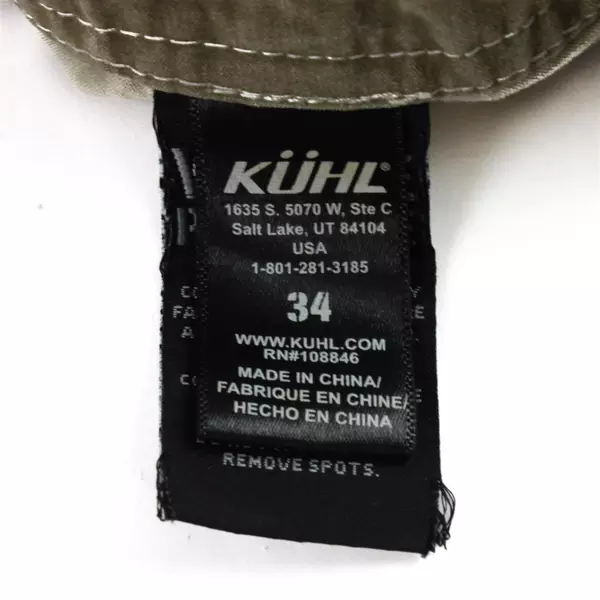 KÜHL®
1635 S. 5070 W, Ste C
Salt Lake, UT 84104
USA
1-801-281-3185
34
WWW.KUHL.COM
RN#108846
MADE IN CHINA/
FABRIQUE EN CHINE/
HECHO EN CHINA
REMOVE SPOTS.